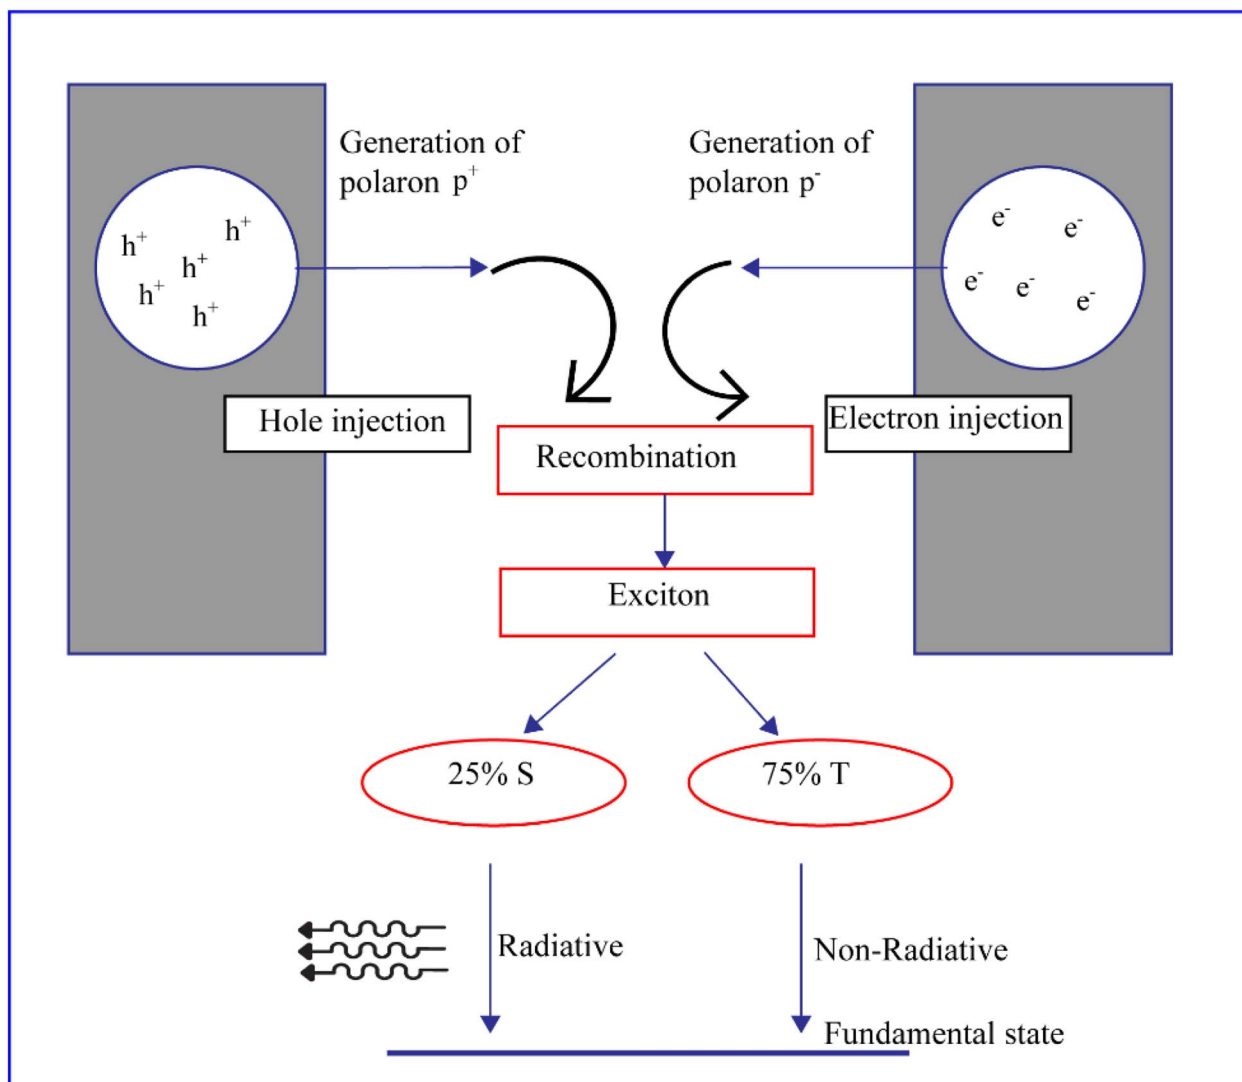 Generation of
polaron p⁺
Generation of
polaron p⁻
h⁺
h⁺
h⁺
h⁺
h⁺
e⁻
e⁻
e⁻
e⁻
e⁻
Hole injection
Electron injection
Recombination
Exciton
25% S
75% T
Radiative
Non-Radiative
Fundamental state